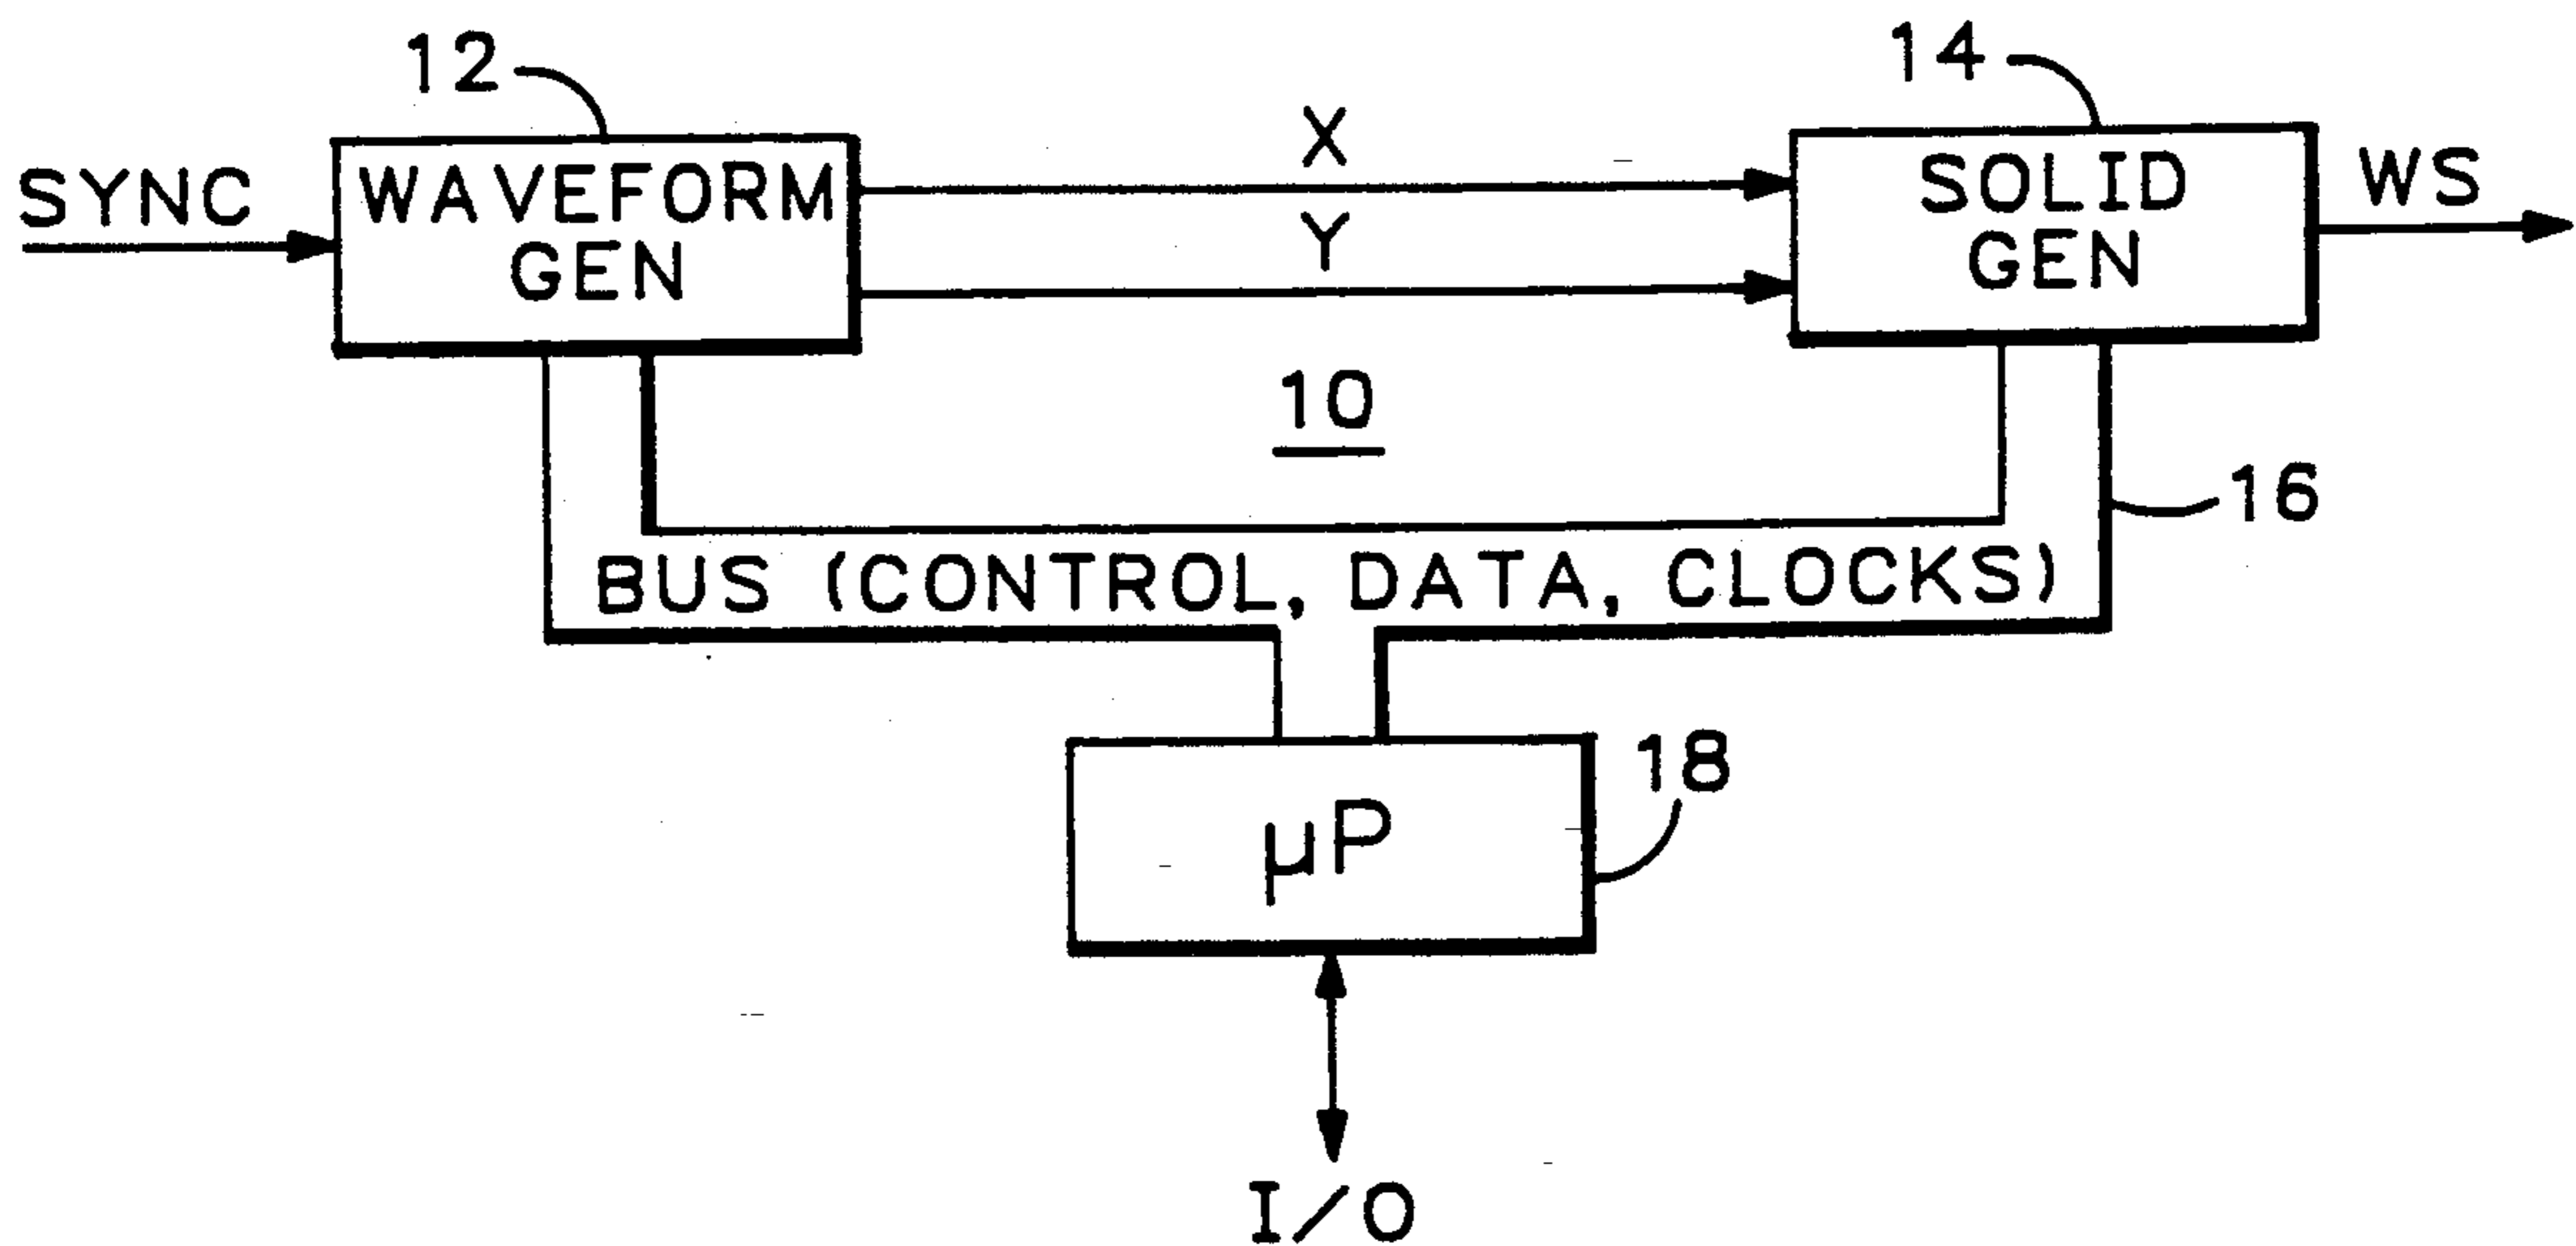 12
14
SYNC
WAVEFORM
GEN
X
Y
SOLID
GEN
WS
10
16
BUS (CONTROL, DATA, CLOCKS)
18
µP
I/O